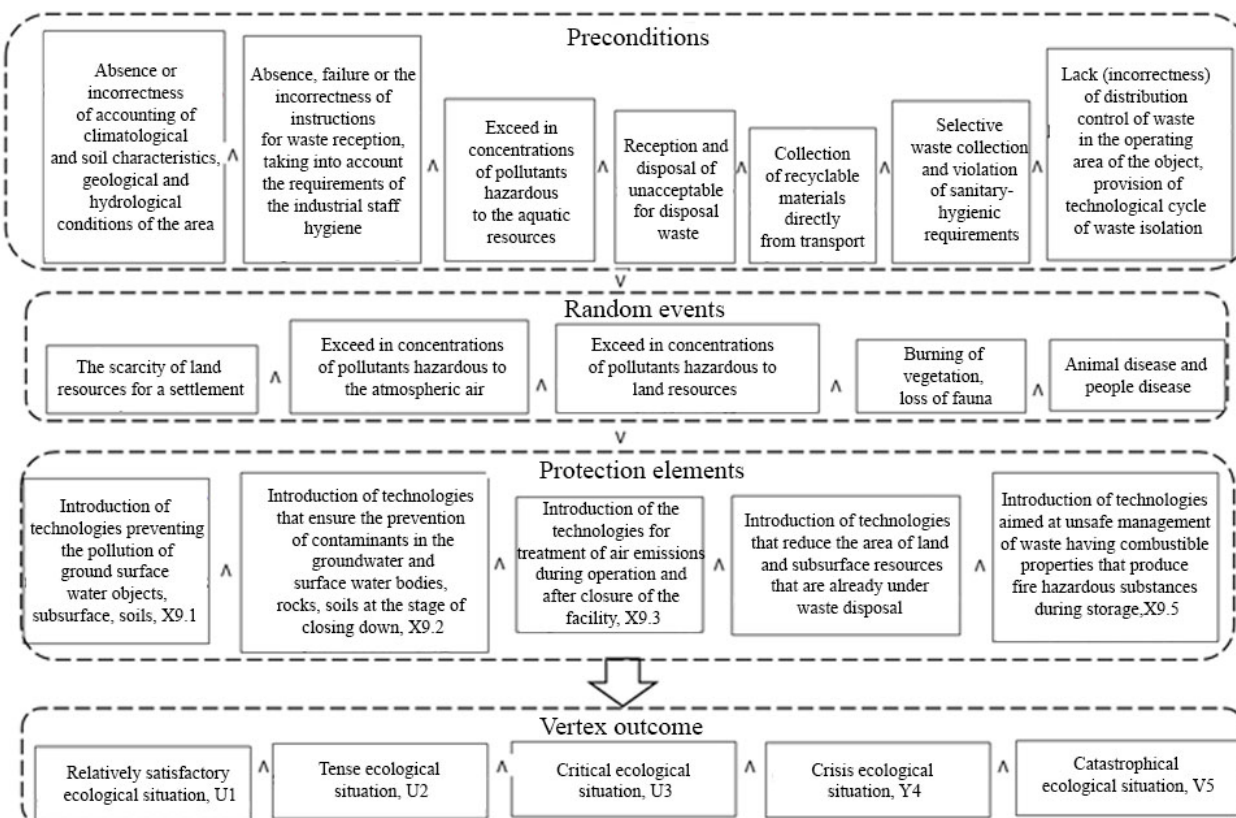 Preconditions
Absence or
incorrectness
of accounting of
climatological
and soil characteristics,
geological and
hydrological
conditions of the area
^
Absence, failure or the
incorrectness of
instructions
for waste reception,
taking into account
the requirements of
the industrial staff
hygiene
^
Exceed in
concentrations
of pollutants
hazardous
to the aquatic
resources
^
Reception and
disposal of
unacceptable
for disposal
waste
^
Collection
of recyclable
materials
directly
from transport
^
Selective
waste collection
and violation
of sanitary-
hygienic
requirements
^
Lack (incorrectness)
of distribution
control of waste
in the operating
area of the object,
provision of
technological cycle
of waste isolation
v
Random events
The scarcity of land
resources for a settlement
^
Exceed in concentrations
of pollutants hazardous to
the atmospheric air
^
Exceed in concentrations
of pollutants hazardous to
land resources
^
Burning of
vegetation,
loss of fauna
^
Animal disease and
people disease
v
Protection elements
Introduction of
technologies preventing
the pollution of
ground surface
water objects,
subsurface, soils, X9.1
^
Introduction of technologies
that ensure the prevention
of contaminants in the
groundwater and
surface water bodies,
rocks, soils at the stage of
closing down, X9.2
^
Introduction of the
technologies for
treatment of air emissions
during operation and
after closure of the
facility, X9.3
^
Introduction of technologies
that reduce the area of land
and subsurface resources
that are already under
waste disposal
^
Introduction of technologies
aimed at unsafe management
of waste having combustible
properties that produce
fire hazardous substances
during storage,X9.5
Vertex outcome
Relatively satisfactory
ecological situation, U1
^
Tense ecological
situation, U2
^
Critical ecological
situation, U3
^
Crisis ecological
situation, Y4
^
Catastrophical
ecological situation, V5